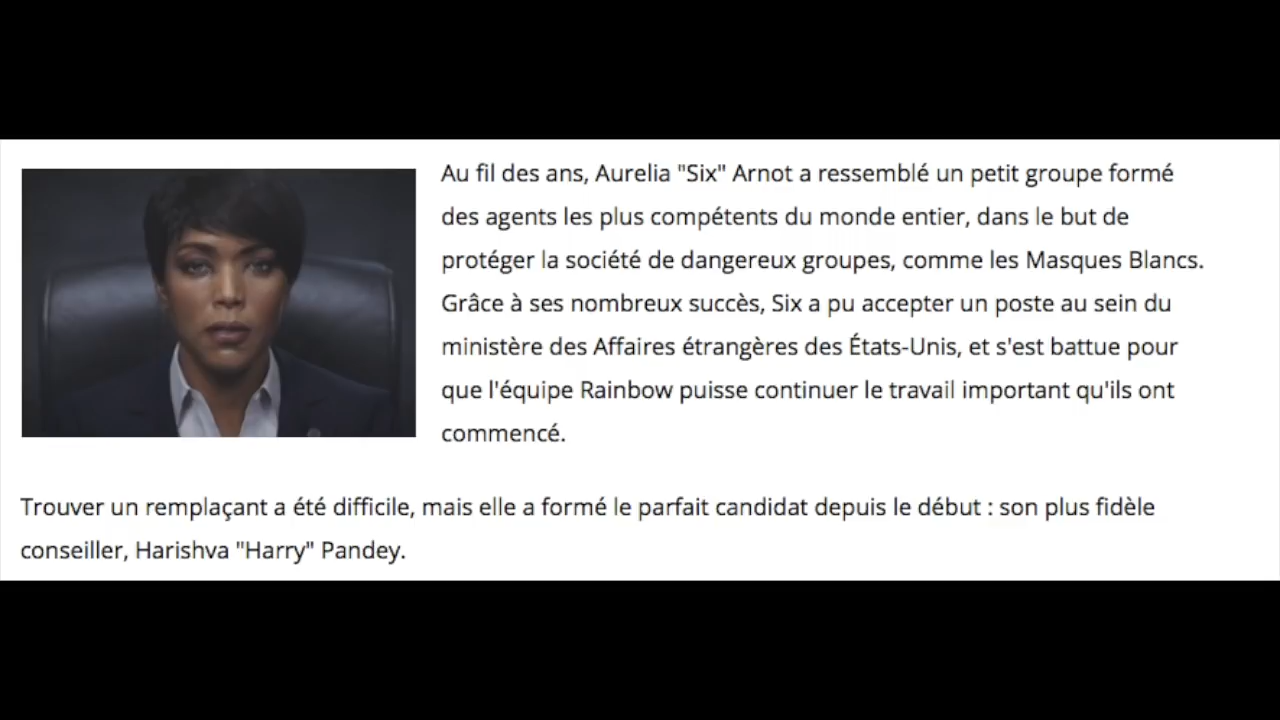 Au fil des ans, Aurelia "Six" Arnot a ressemblé un petit groupe formé
des agents les plus compétents du monde entier, dans le but de
protéger la société de dangereux groupes, comme les Masques Blancs.
Grâce à ses nombreux succès, Six a pu accepter un poste au sein du
ministère des Affaires étrangères des États-Unis, et s'est battue pour
que l'équipe Rainbow puisse continuer le travail important qu'ils ont
commencé.
Trouver un remplaçant a été difficile, mais elle a formé le parfait candidat depuis le début : son plus fidèle
conseiller, Harishva "Harry" Pandey.